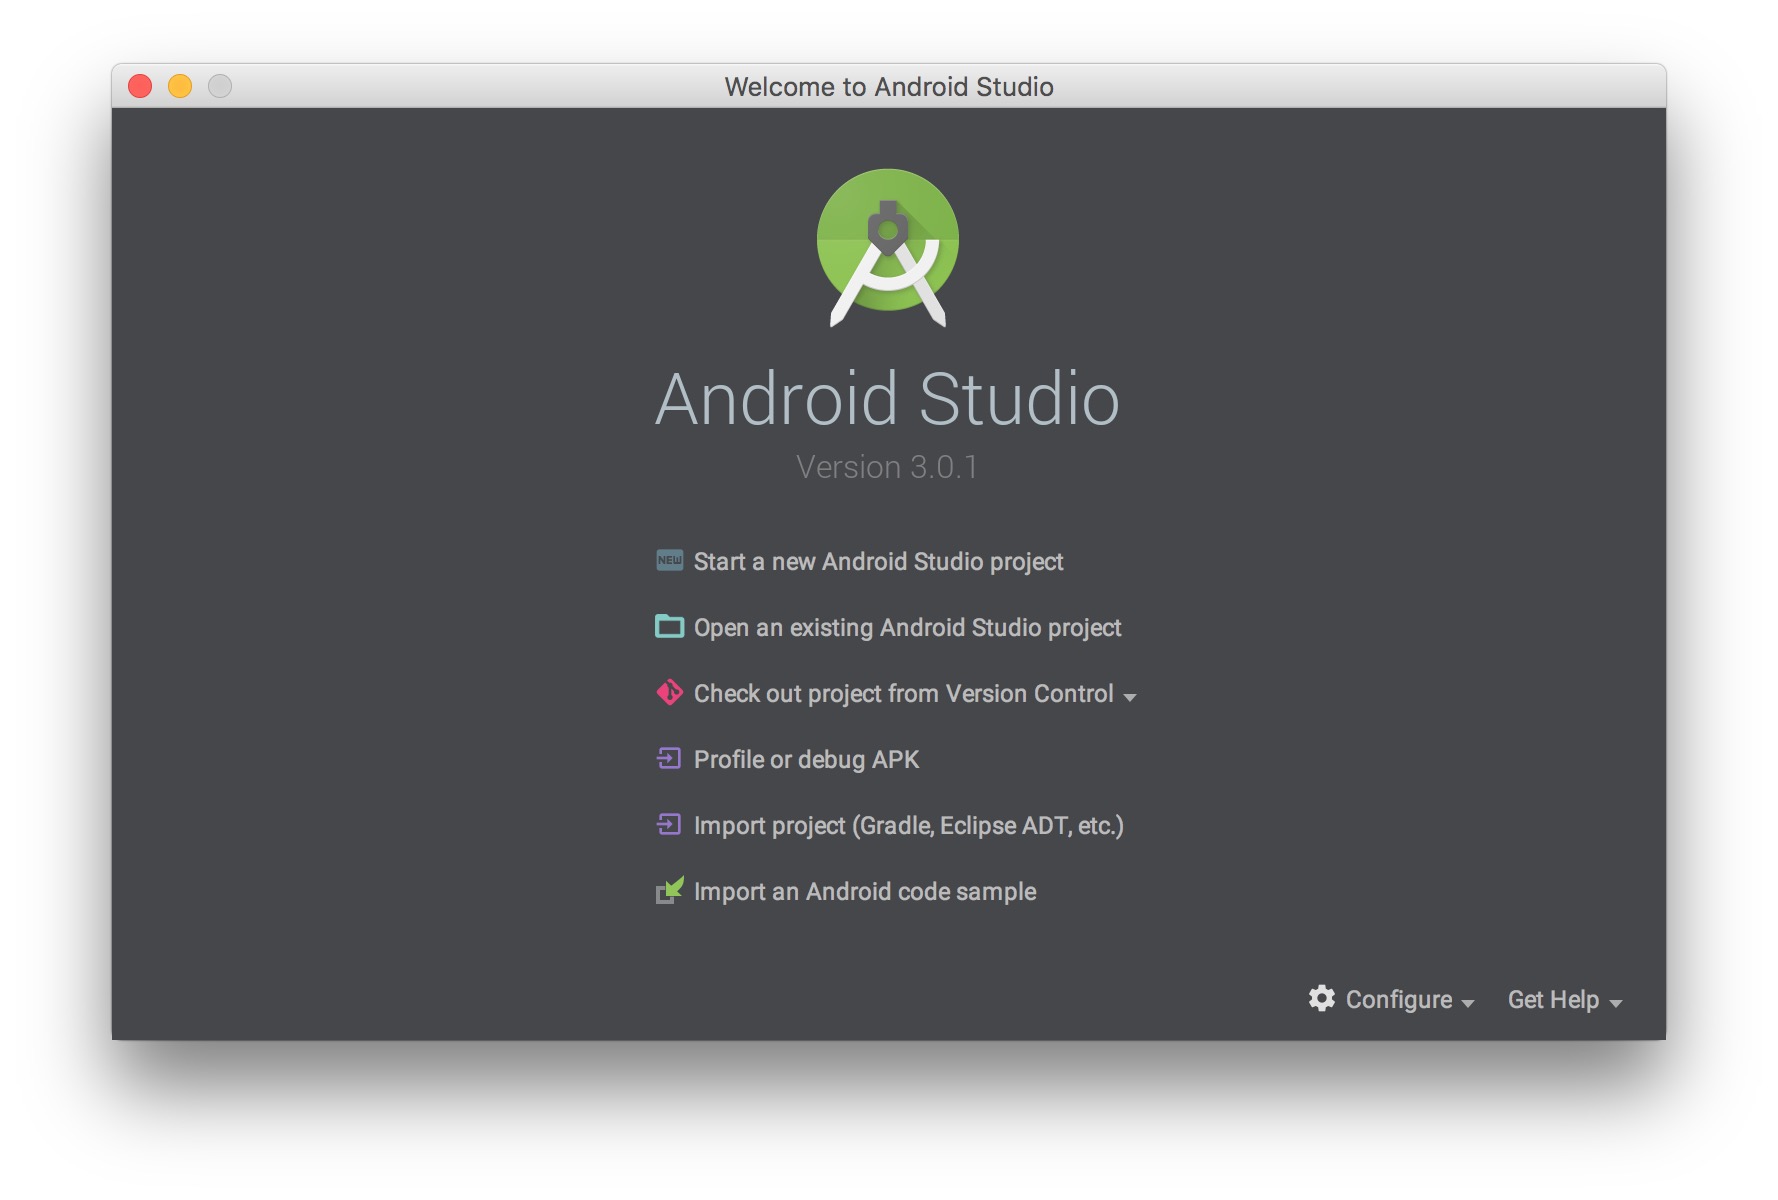 Welcome to Android Studio
Android Studio
Version 3.0.1
NEW Start a new Android Studio project
Open an existing Android Studio project
Check out project from Version Control
Profile or debug APK
Import project (Gradle, Eclipse ADT, etc.)
Import an Android code sample
Configure Get Help